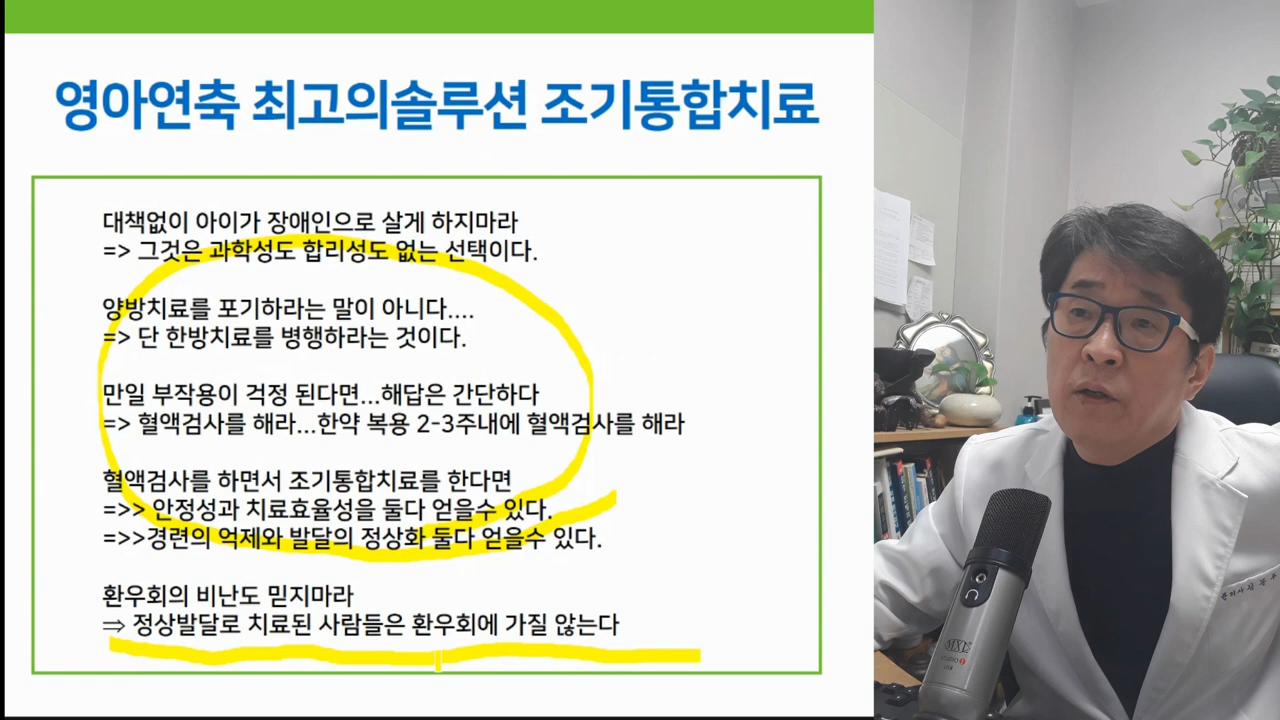 영아연축 최고의솔루션 조기통합치료
대책없이 아이가 장애인으로 살게 하지마라
=> 그것은 과학성도 합리성도 없는 선택이다.
양방치료를 포기하라는 말이 아니다....
=> 단 한방치료를 병행하라는 것이다.
만일 부작용이 걱정 된다면...해답은 간단하다
=> 혈액검사를 해라...한약 복용 2-3주내에 혈액검사를 해라
혈액검사를 하면서 조기통합치료를 한다면
=>> 안정성과 치료효율성을 둘다 얻을수 있다.
=>>경련의 억제와 발달의 정상화 둘다 얻을수 있다.
환우회의 비난도 믿지마라
⇒ 정상발달로 치료된 사람들은 환우회에 가질 않는다
MXL
STUDIO 1
USB